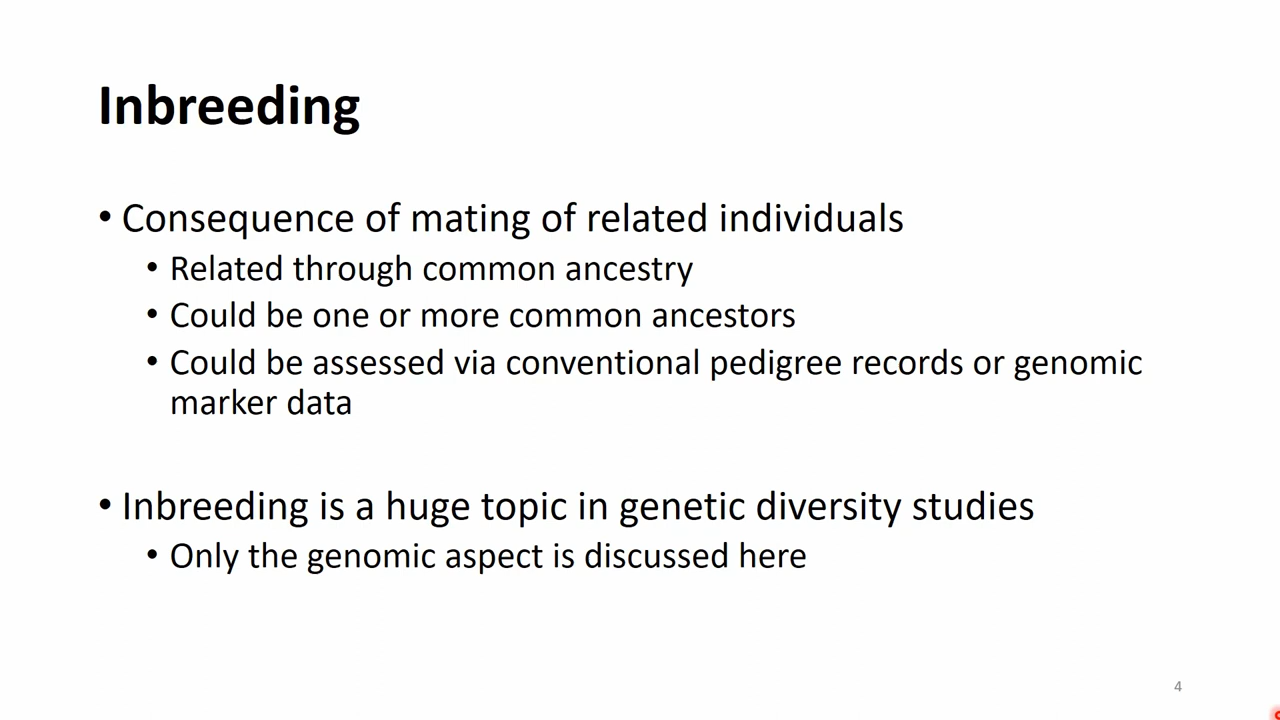 Inbreeding
• Consequence of mating of related individuals
• Related through common ancestry
• Could be one or more common ancestors
• Could be assessed via conventional pedigree records or genomic
marker data
• Inbreeding is a huge topic in genetic diversity studies
• Only the genomic aspect is discussed here
4